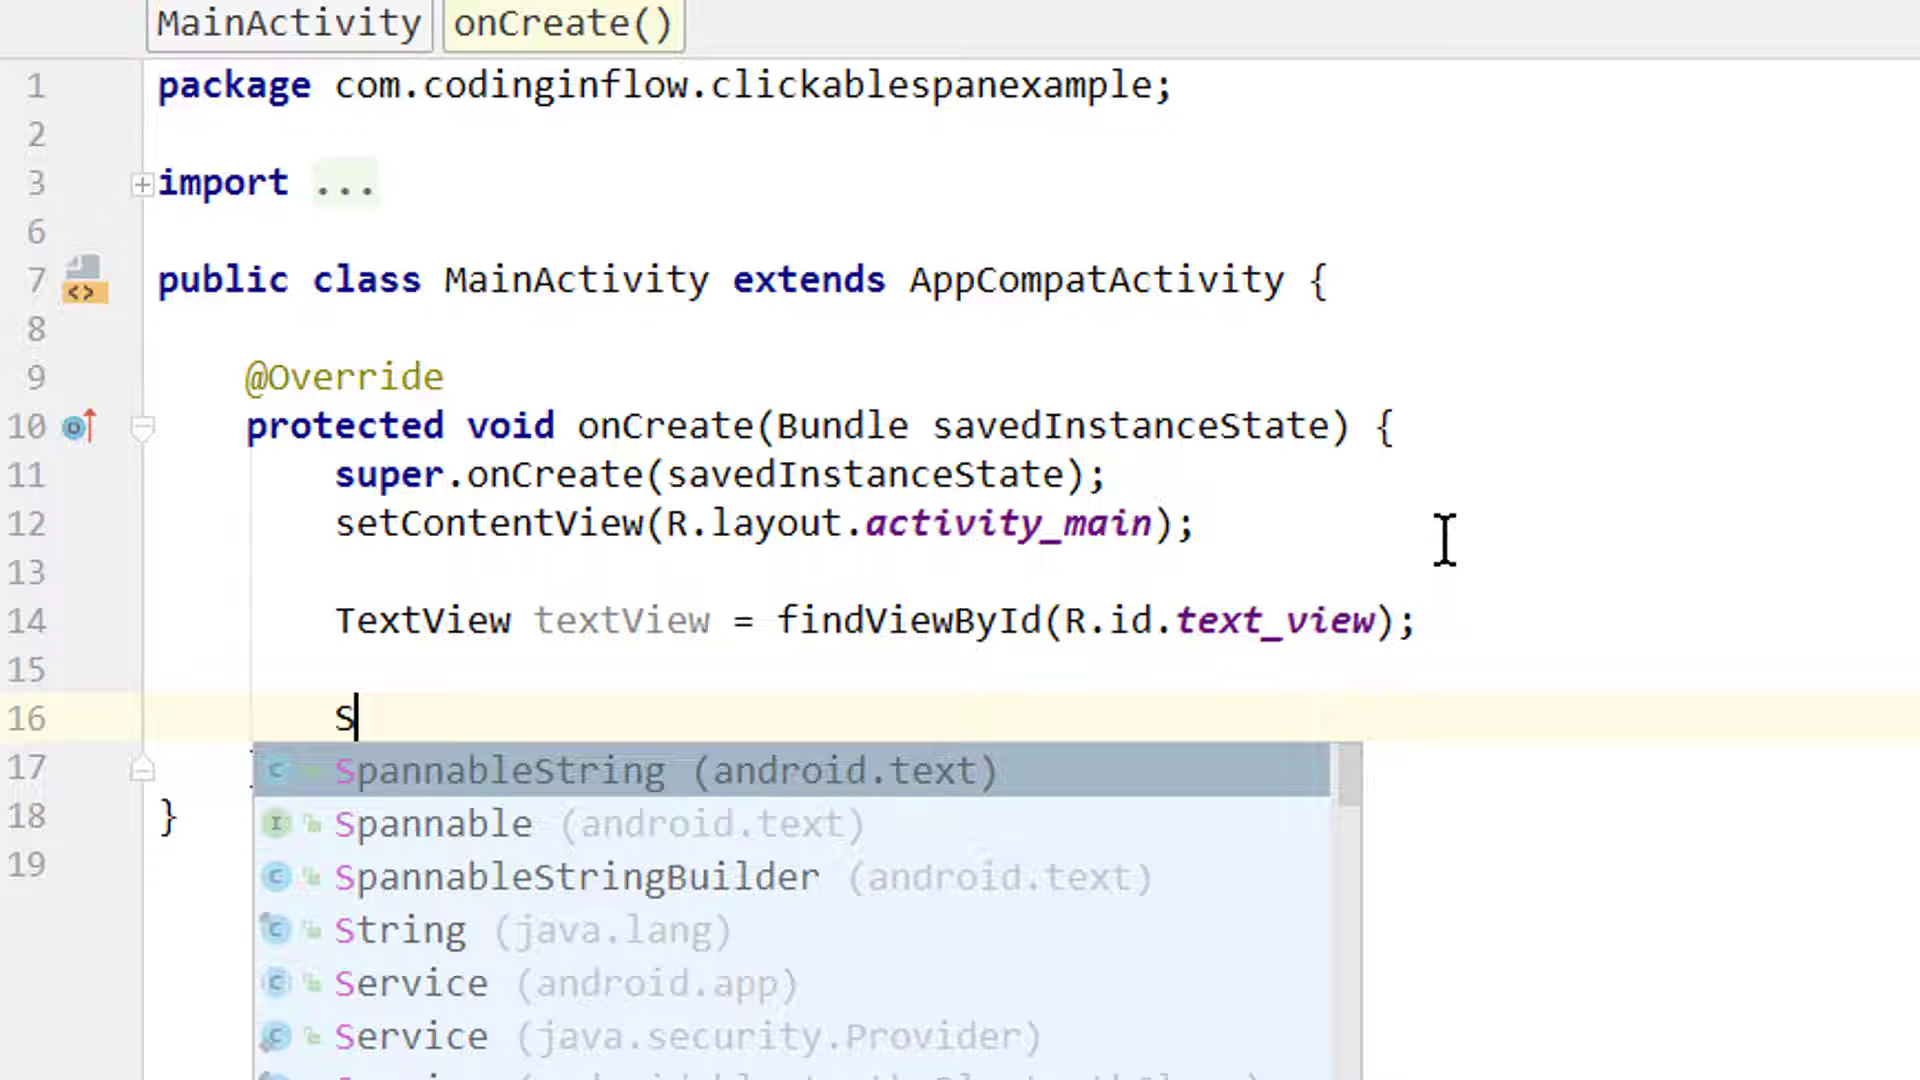 MainActivity onCreate()
1 package com.codinginflow.clickablespanexample;
2
3 import ...
6
7 public class MainActivity extends AppCompatActivity {
8
9 @Override
10 protected void onCreate(Bundle savedInstanceState) {
11 super.onCreate(savedInstanceState);
12 setContentView(R.layout.activity_main);
13
14 TextView textView = findViewById(R.id.text_view);
15
16 S
17
SpannableString (android.text)
18 }
Spannable (android.text)
19
SpannableStringBuilder (android.text)
String (java.lang)
Service (android.app)
Service (java.security.Provider)